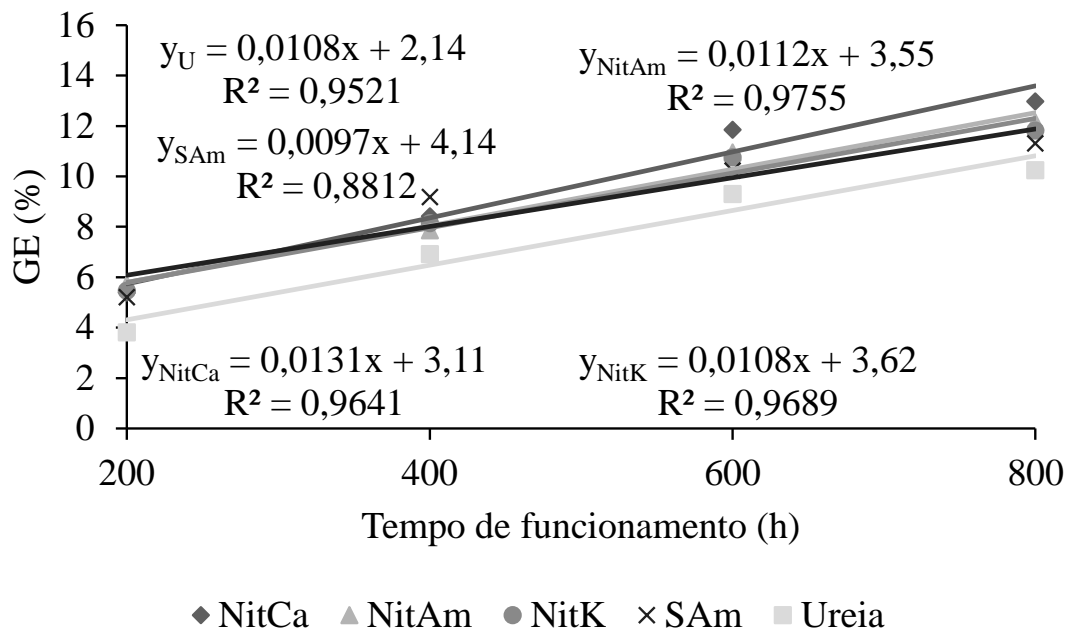 16
14
12
10
8
6
4
2
0
GE (%)
y_U = 0,0108x + 2,14
R² = 0,9521
y_NitAm = 0,0112x + 3,55
R² = 0,9755
y_SAm = 0,0097x + 4,14
R² = 0,8812
y_NitCa = 0,0131x + 3,11
R² = 0,9641
y_NitK = 0,0108x + 3,62
R² = 0,9689
200 400 600 800
Tempo de funcionamento (h)
NitCa NitAm NitK SAm Ureia